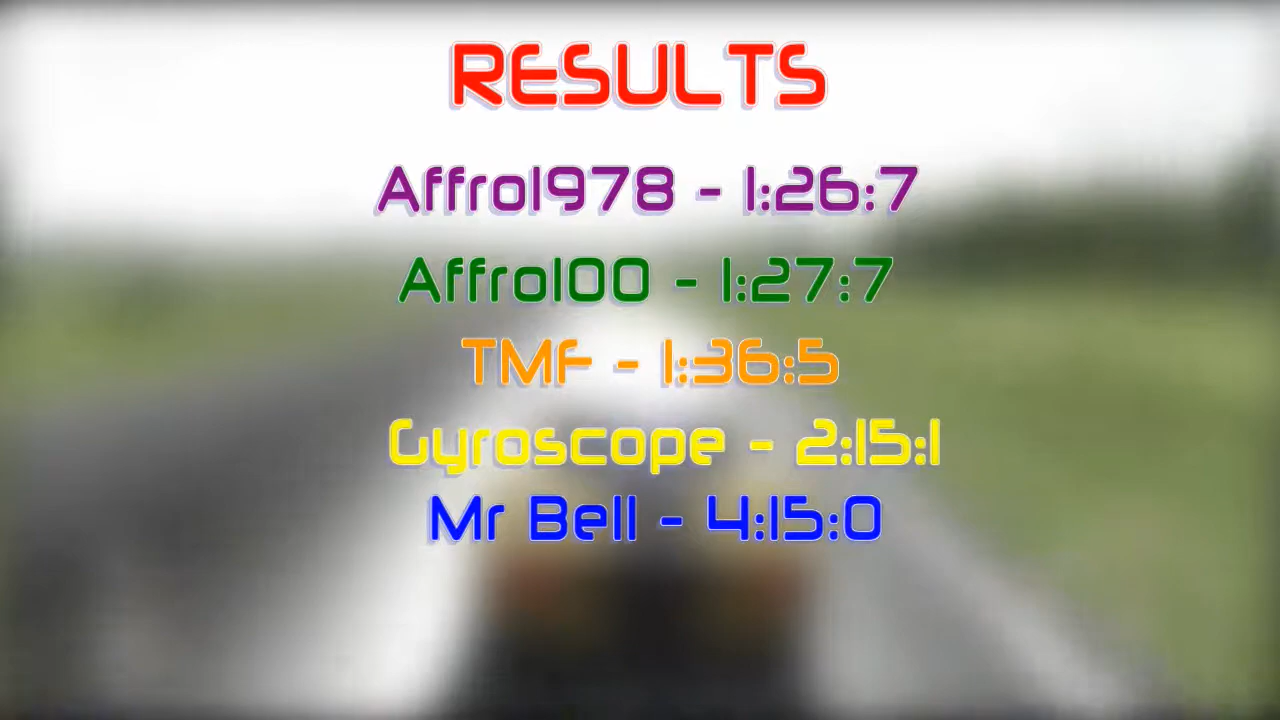 RESULTS
Affro1978 - 1:26:7
Affro100 - 1:27:7
TMF - 1:36:5
Gyroscope - 2:15:1
Mr Bell - 4:15:0